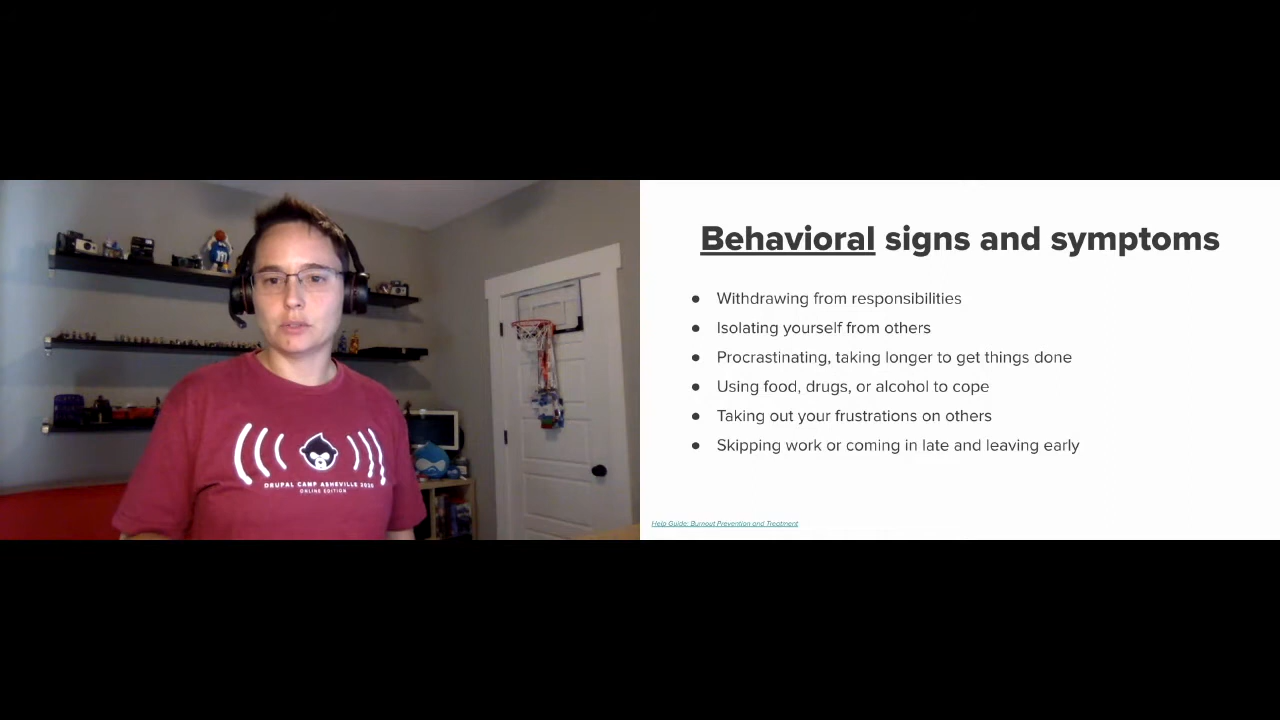 DRUPAL CAMP ASHEVILLE 2020
ONLINE EDITION
Behavioral signs and symptoms
● Withdrawing from responsibilities
● Isolating yourself from others
● Procrastinating, taking longer to get things done
● Using food, drugs, or alcohol to cope
● Taking out your frustrations on others
● Skipping work or coming in late and leaving early
Help Guide: Burnout Prevention and Treatment